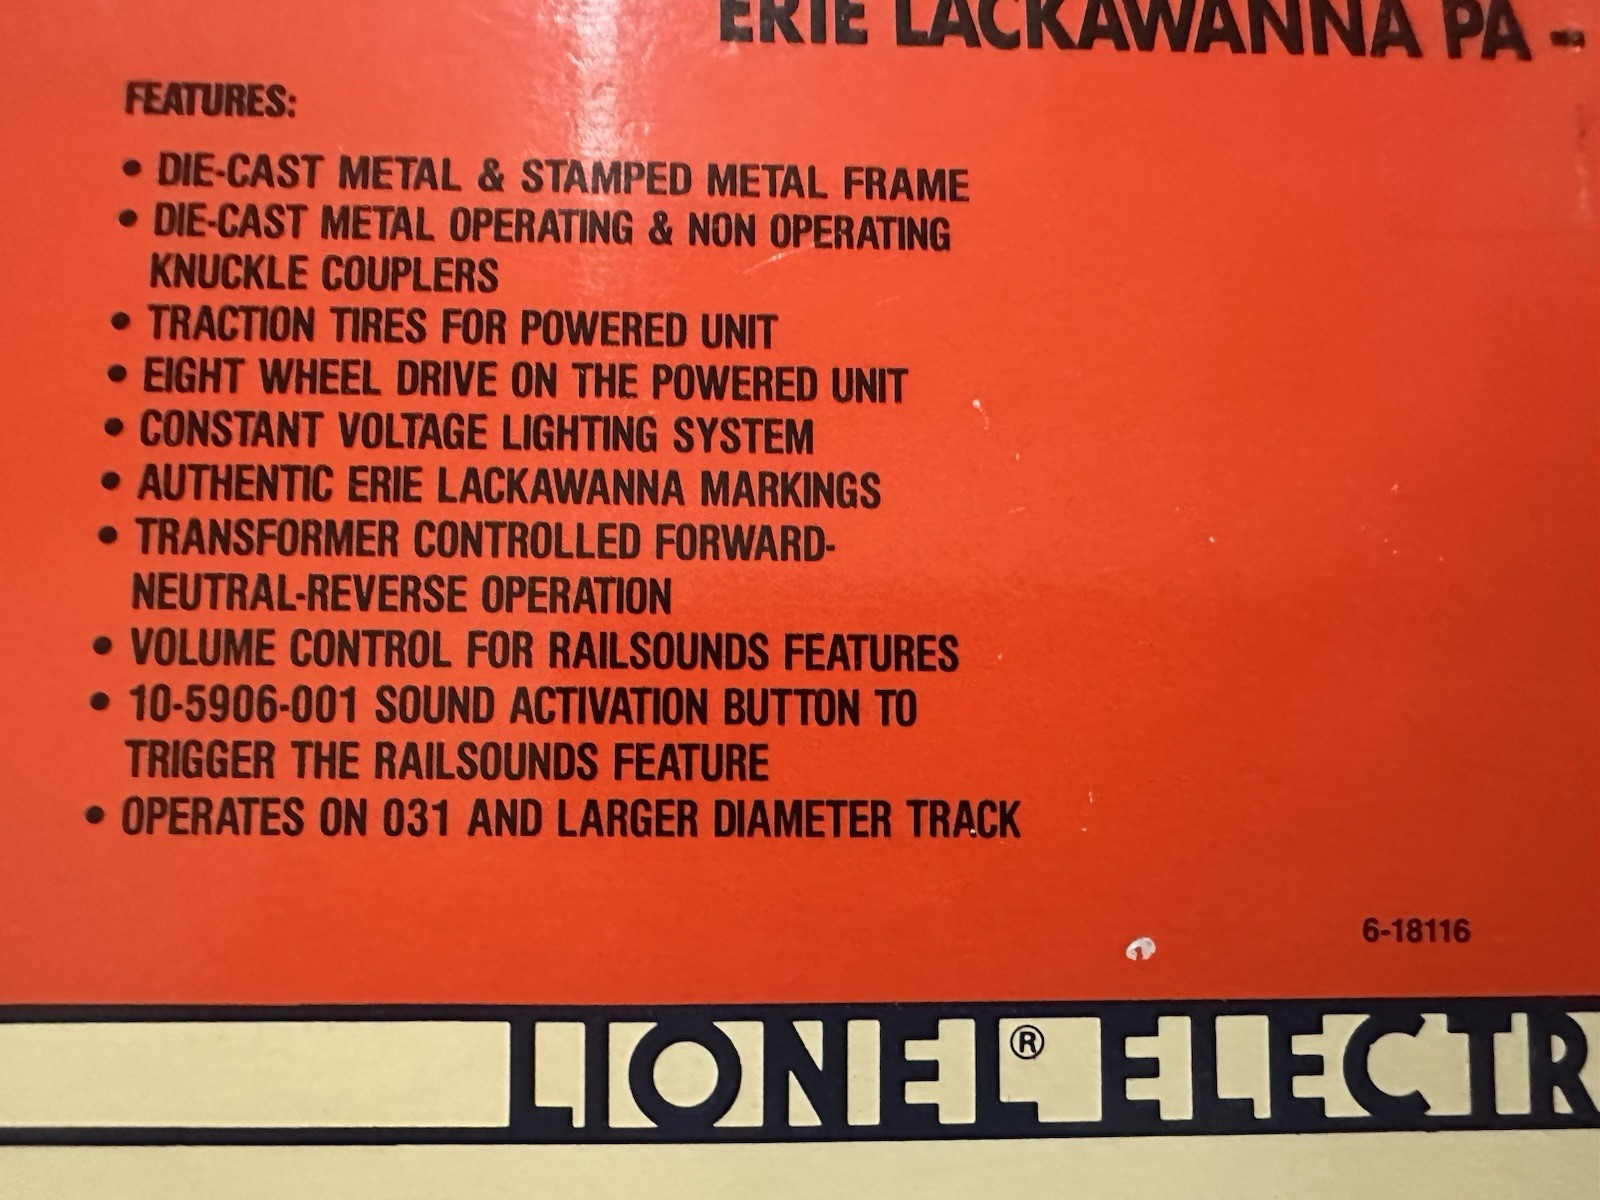 ERIE LACKAWANNA PA -
FEATURES:
• DIE-CAST METAL & STAMPED METAL FRAME
• DIE-CAST METAL OPERATING & NON OPERATING
KNUCKLE COUPLERS
• TRACTION TIRES FOR POWERED UNIT
• EIGHT WHEEL DRIVE ON THE POWERED UNIT
• CONSTANT VOLTAGE LIGHTING SYSTEM
• AUTHENTIC ERIE LACKAWANNA MARKINGS
• TRANSFORMER CONTROLLED FORWARD-
NEUTRAL-REVERSE OPERATION
• VOLUME CONTROL FOR RAILSOUNDS FEATURES
• 10-5906-001 SOUND ACTIVATION BUTTON TO
TRIGGER THE RAILSOUNDS FEATURE
• OPERATES ON 031 AND LARGER DIAMETER TRACK
6-18116
LIONEL® ELECTR